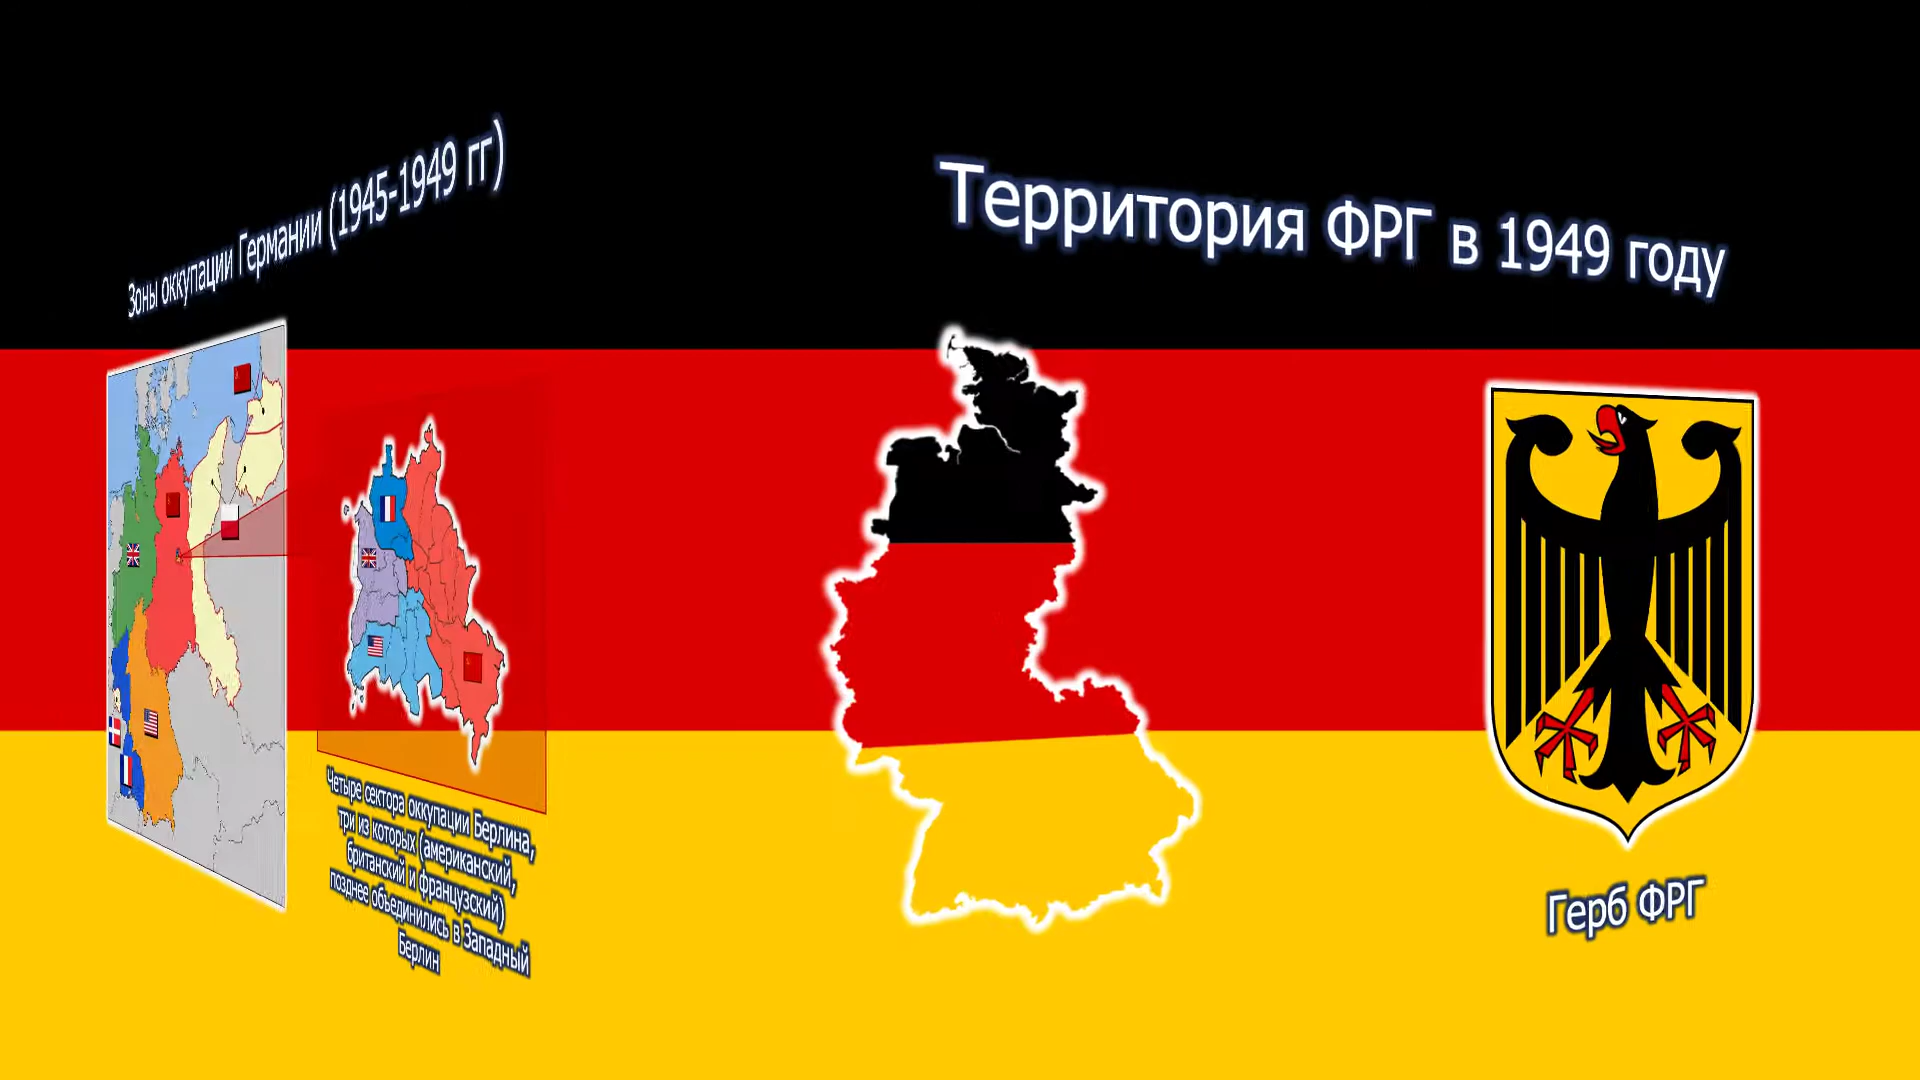 Зоны оккупации Германии (1945-1949 гг)
Четыре сектора оккупации Берлина,
три из которых (американский,
британский и французский)
позднее объединились в Западный
Берлин
Территория ФРГ в 1949 году
Герб ФРГ